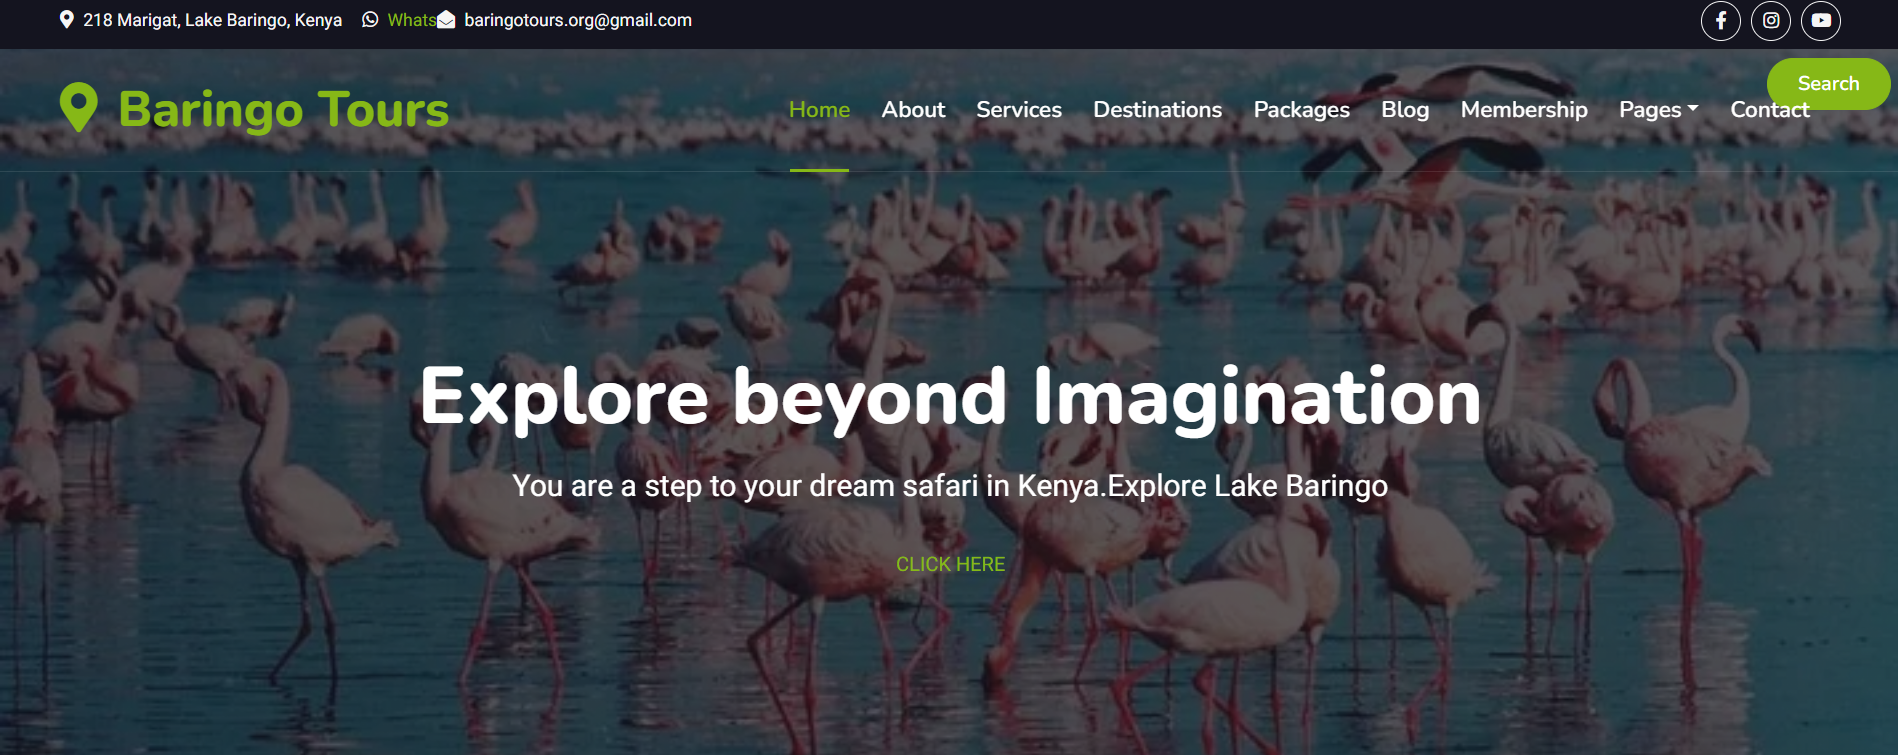 218 Marigat, Lake Baringo, Kenya Whats baringotours.org@gmail.com
Search
Baringo Tours
Home About Services Destinations Packages Blog Membership Pages Contact
Explore beyond Imagination
You are a step to your dream safari in Kenya.Explore Lake Baringo
CLICK HERE